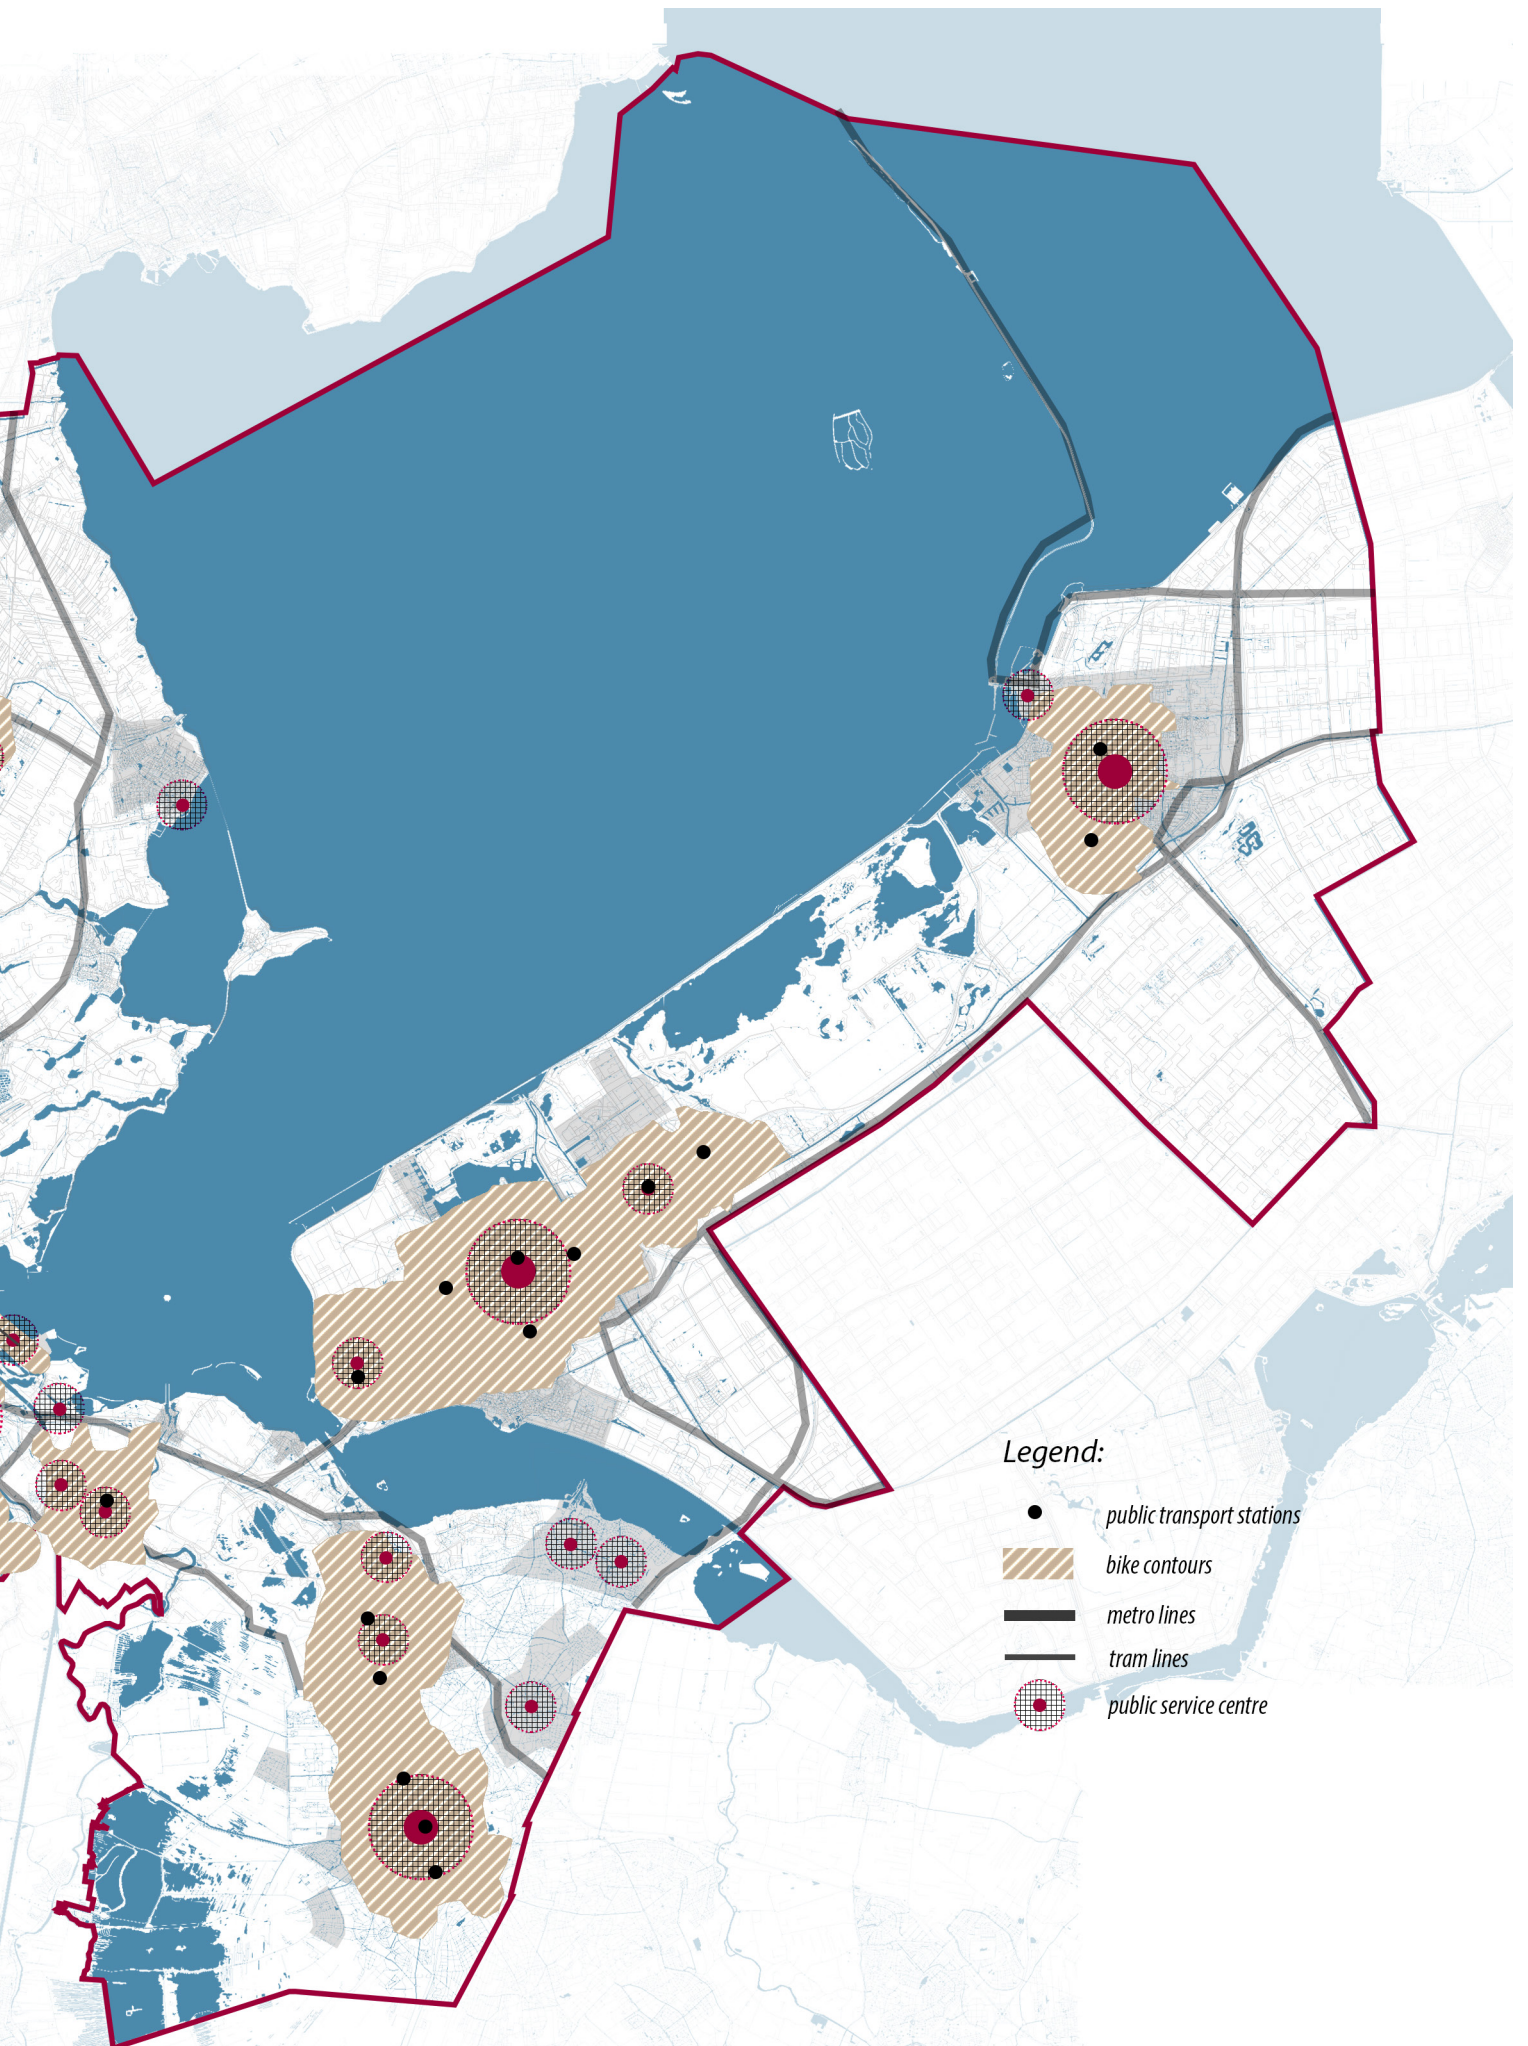 Legend:
public transport stations
bike contours
metro lines
tram lines
public service centre